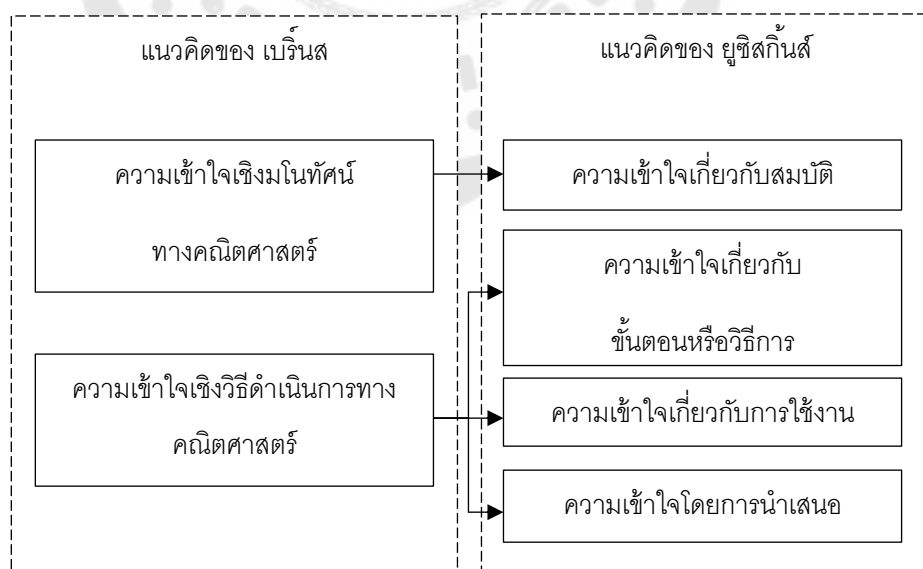 แนวคิดของ เบริ์นส
ความเข้าใจเชิงมโนทัศน์
ทางคณิตศาสตร์
ความเข้าใจเชิงวิธีดำเนินการทาง
คณิตศาสตร์
แนวคิดของ ยูซิสกิ้นส์
ความเข้าใจเกี่ยวกับสมบัติ
ความเข้าใจเกี่ยวกับ
ขั้นตอนหรือวิธีการ
ความเข้าใจเกี่ยวกับการใช้งาน
ความเข้าใจโดยการนำเสนอ